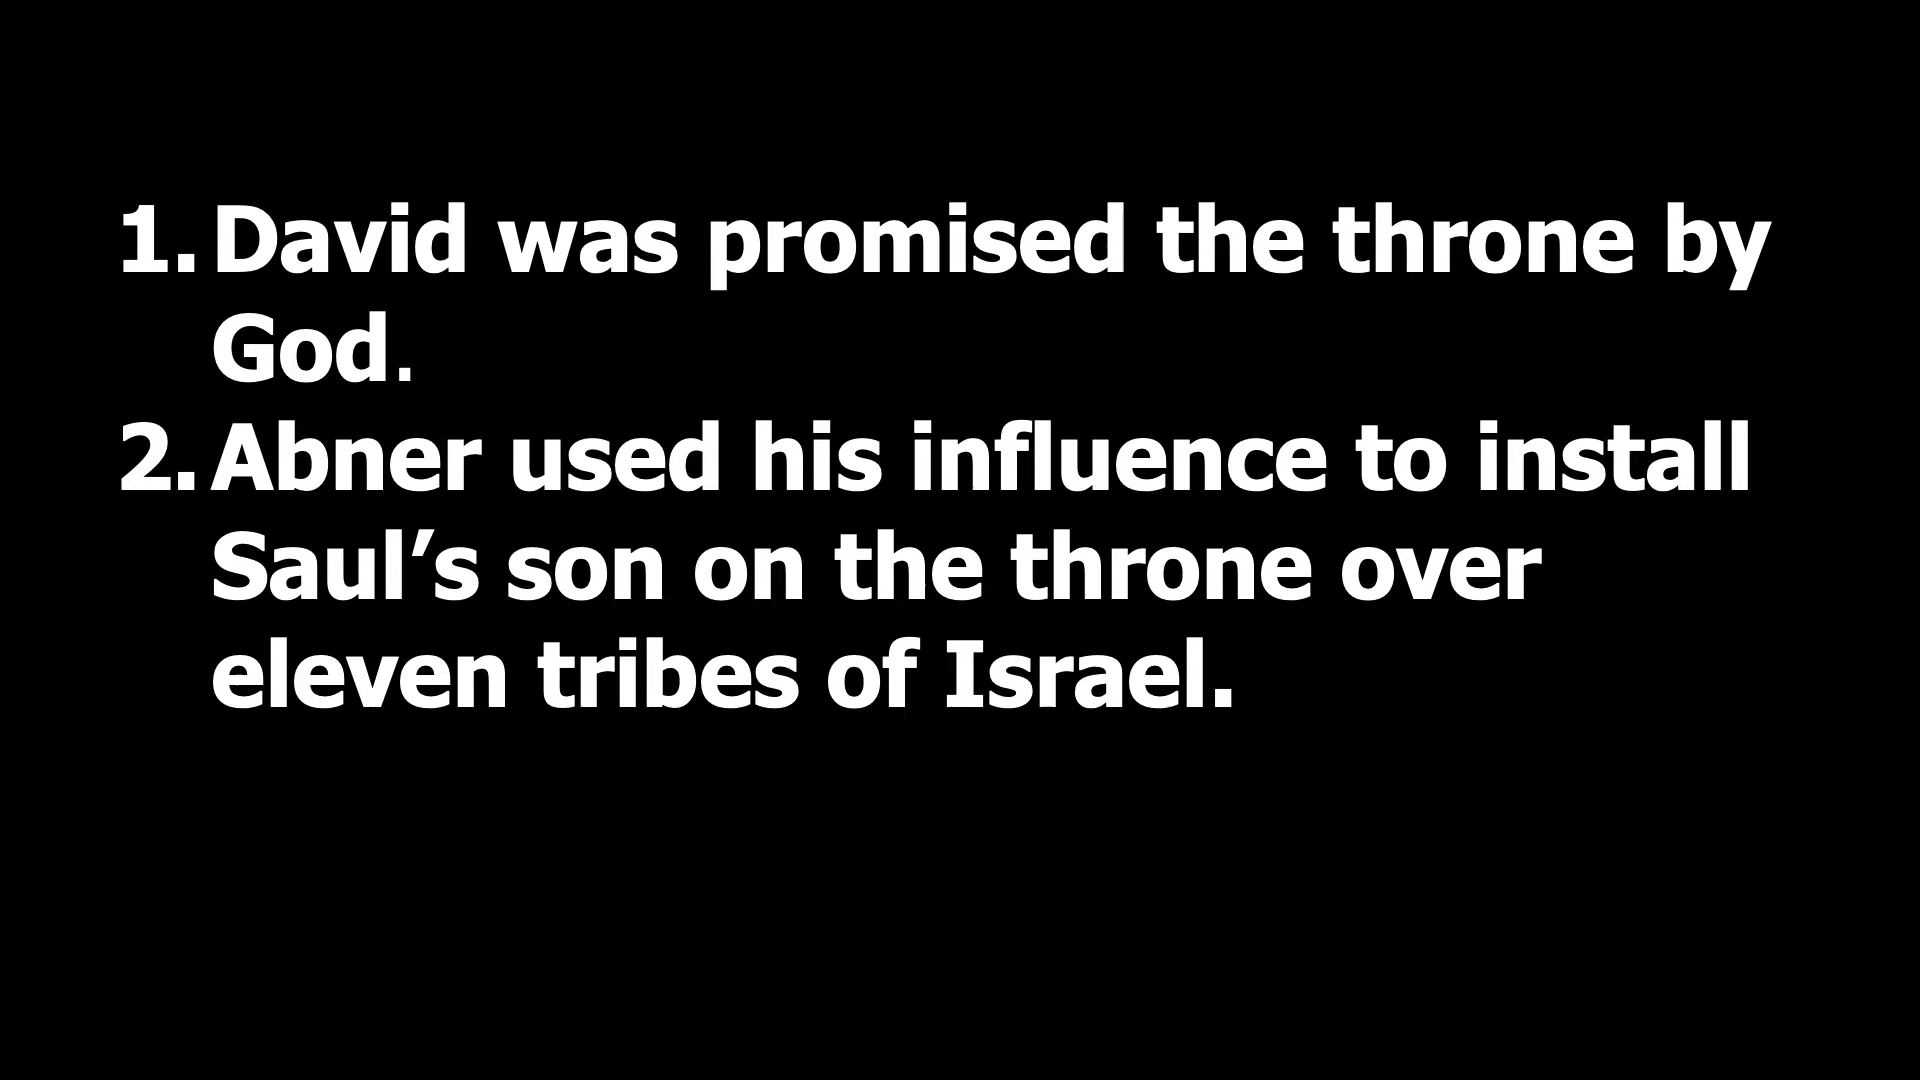 1. David was promised the throne by
God.
2. Abner used his influence to install
Saul’s son on the throne over
eleven tribes of Israel.